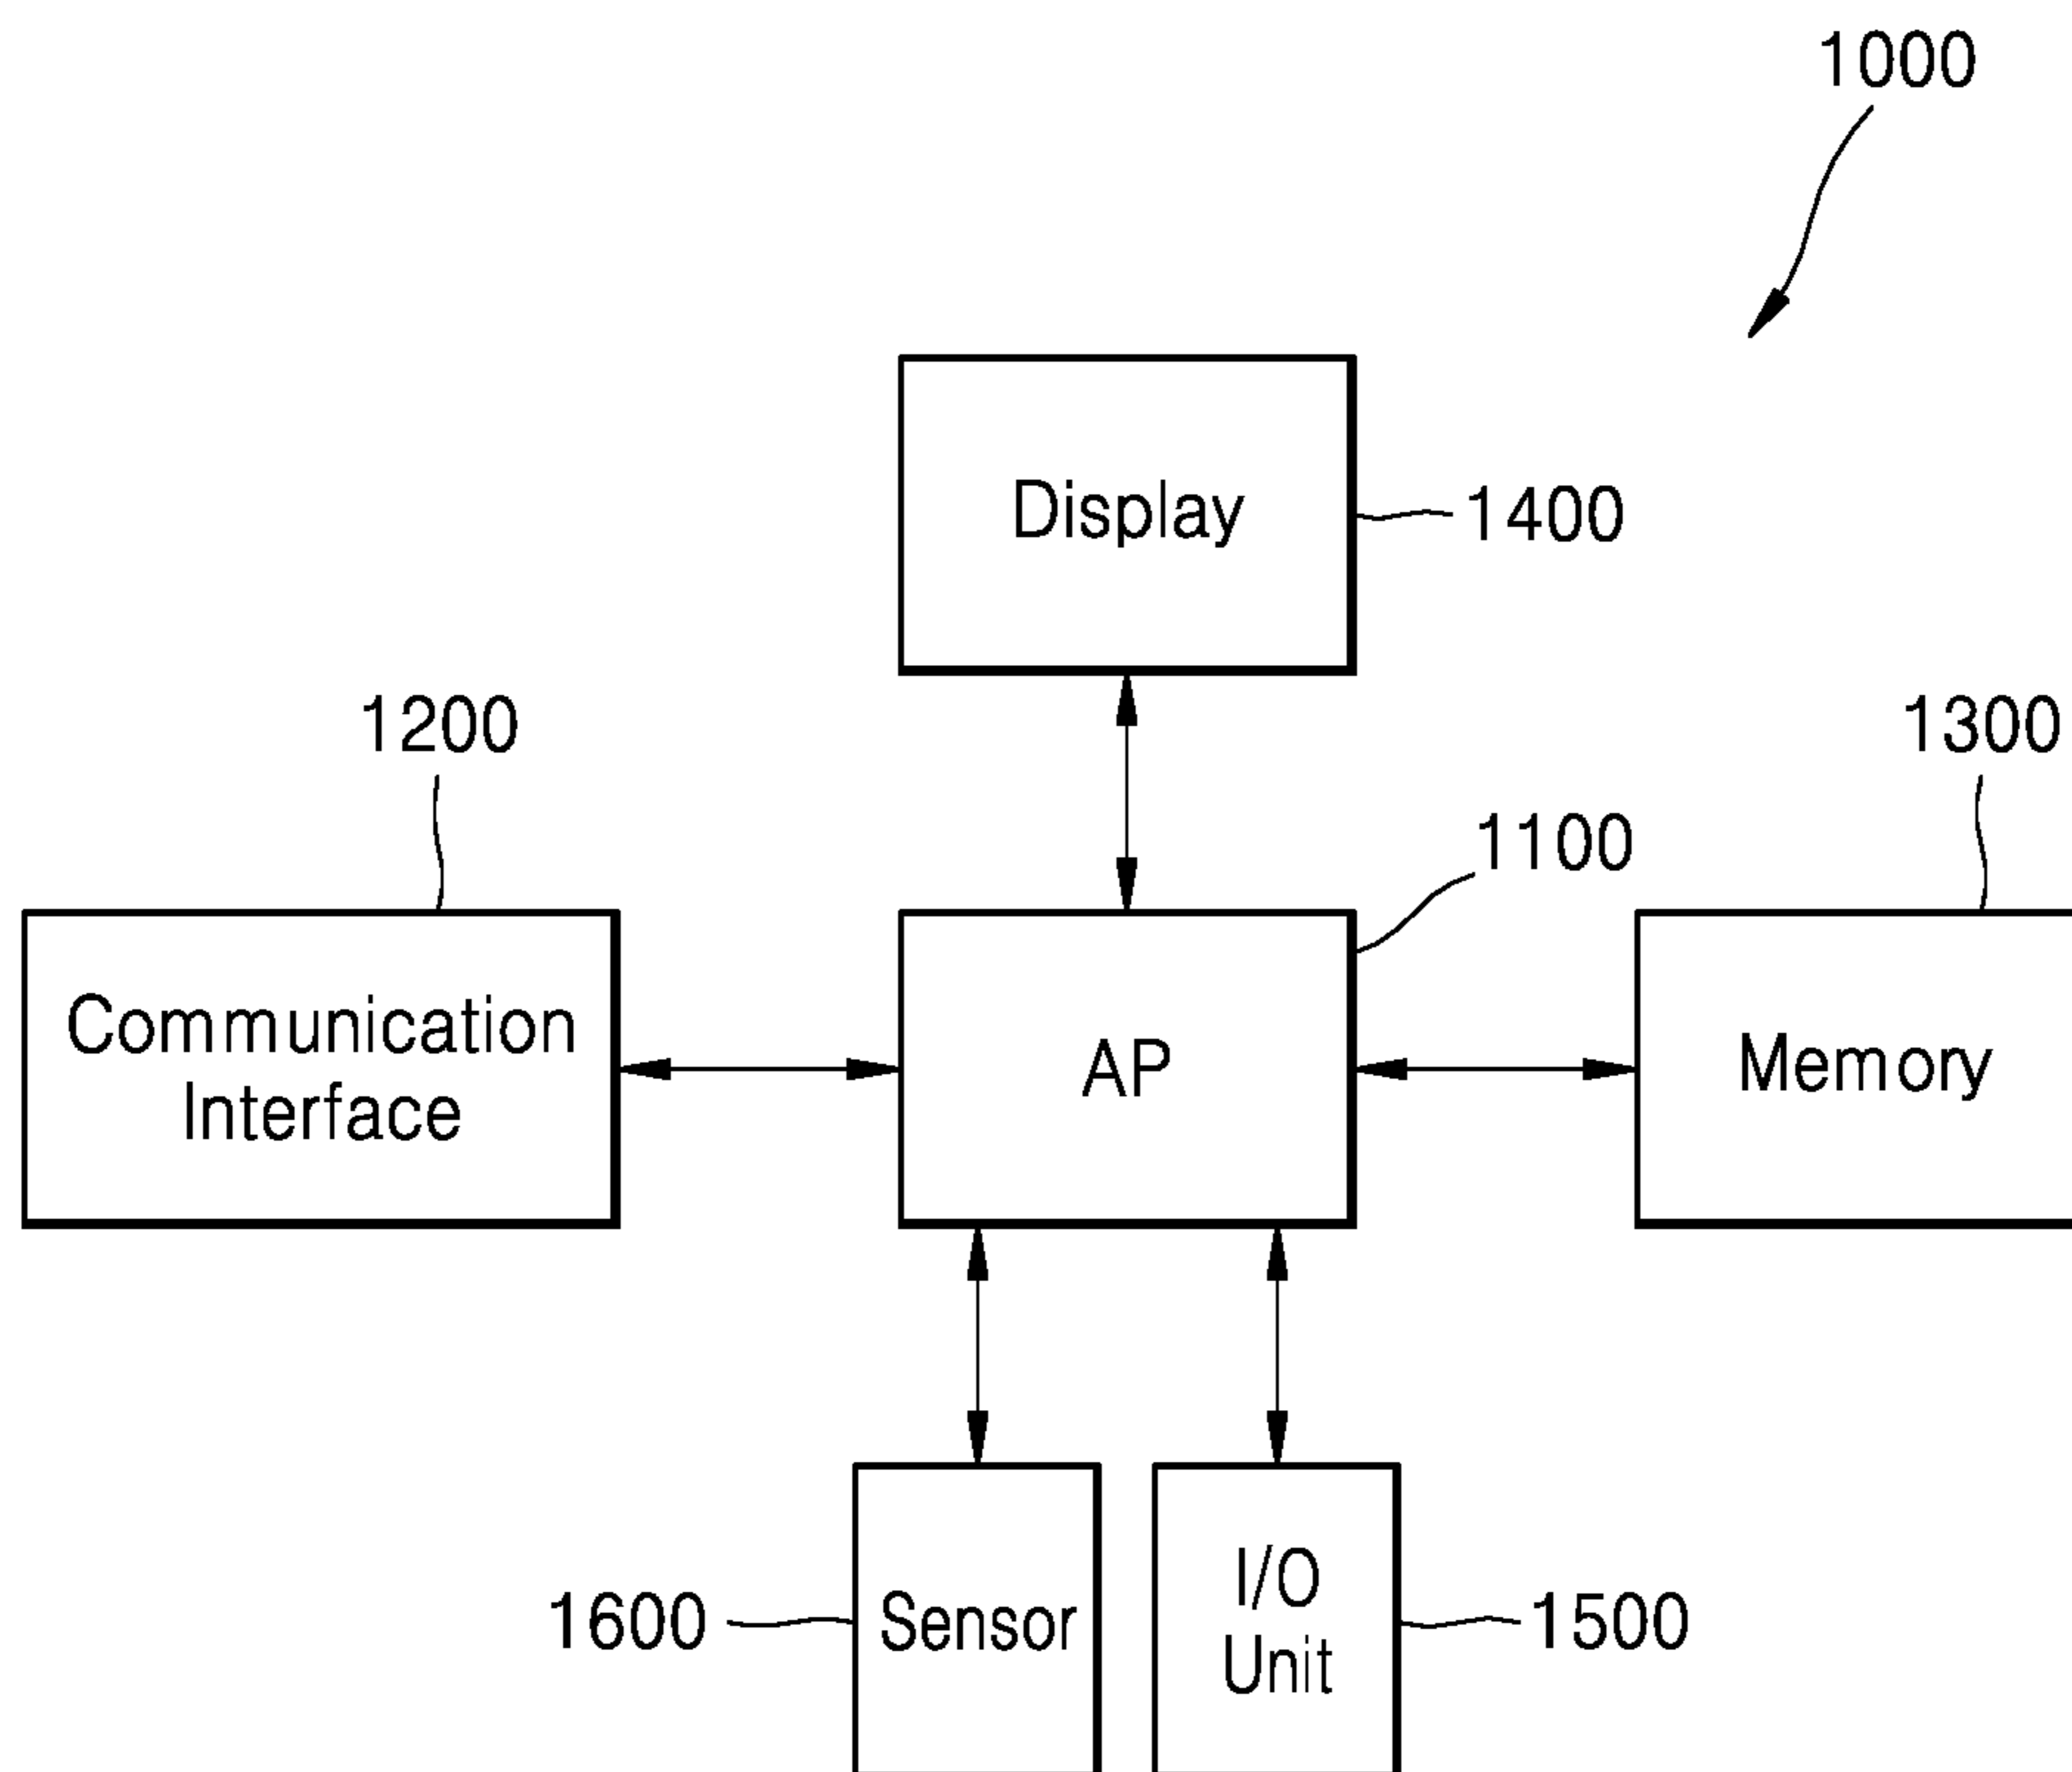 1000
Display
1400
1200
1300
1100
Communication
Interface
AP
Memory
1600
Sensor
I/O
Unit
1500